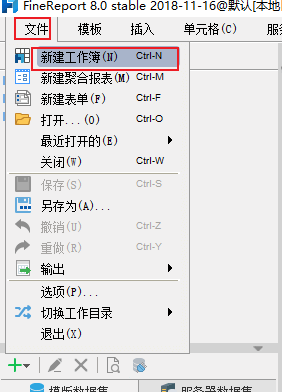 FineReport 8.0 stable 2018-11-16@默认[本地
文件 模板 插入 单元格(C)
新建工作簿(N) Ctrl-N
新建聚合报表(M) Ctrl-M
新建表单(F) Ctrl-F
打开...(O) Ctrl-O
最近打开的(E)
关闭(W) Ctrl-W
保存(S) Ctrl-S
另存为(A)...
撤销(U) Ctrl-Z
重做(R) Ctrl-Y
输出
选项(P)...
切换工作目录
退出(X)
模版数据集 服务器数据集